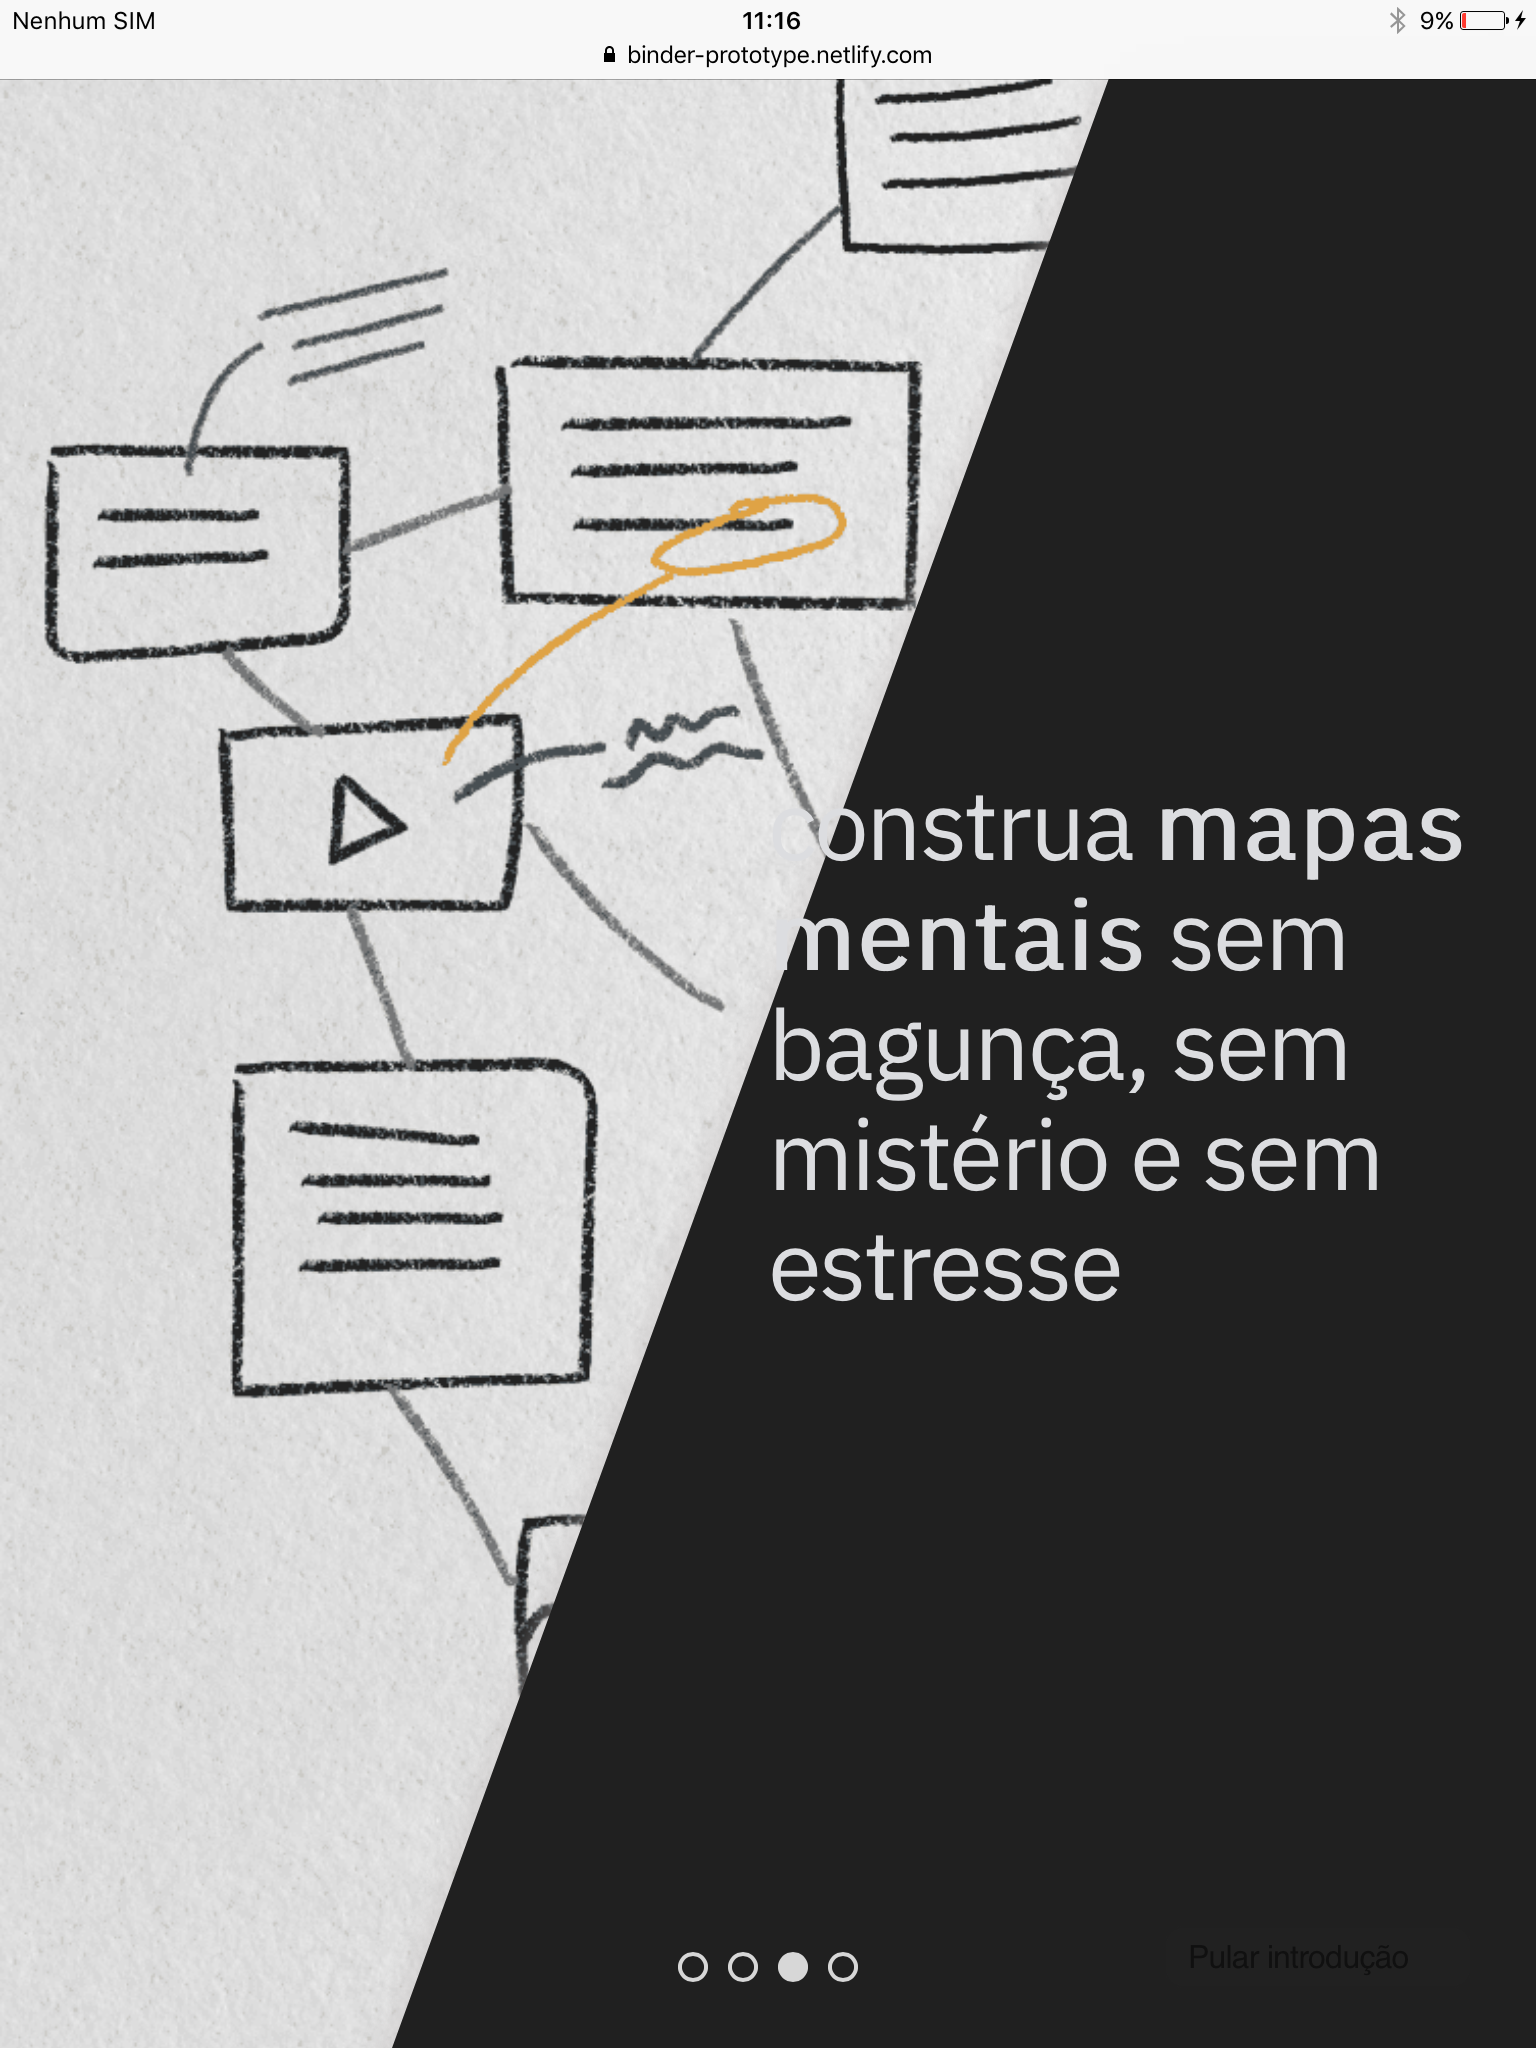 Nenhum SIM
11:16
9%
binder-prototype.netlify.com
construa mapas
mentais sem
bagunça, sem
mistério e sem
estresse
Pular introdução